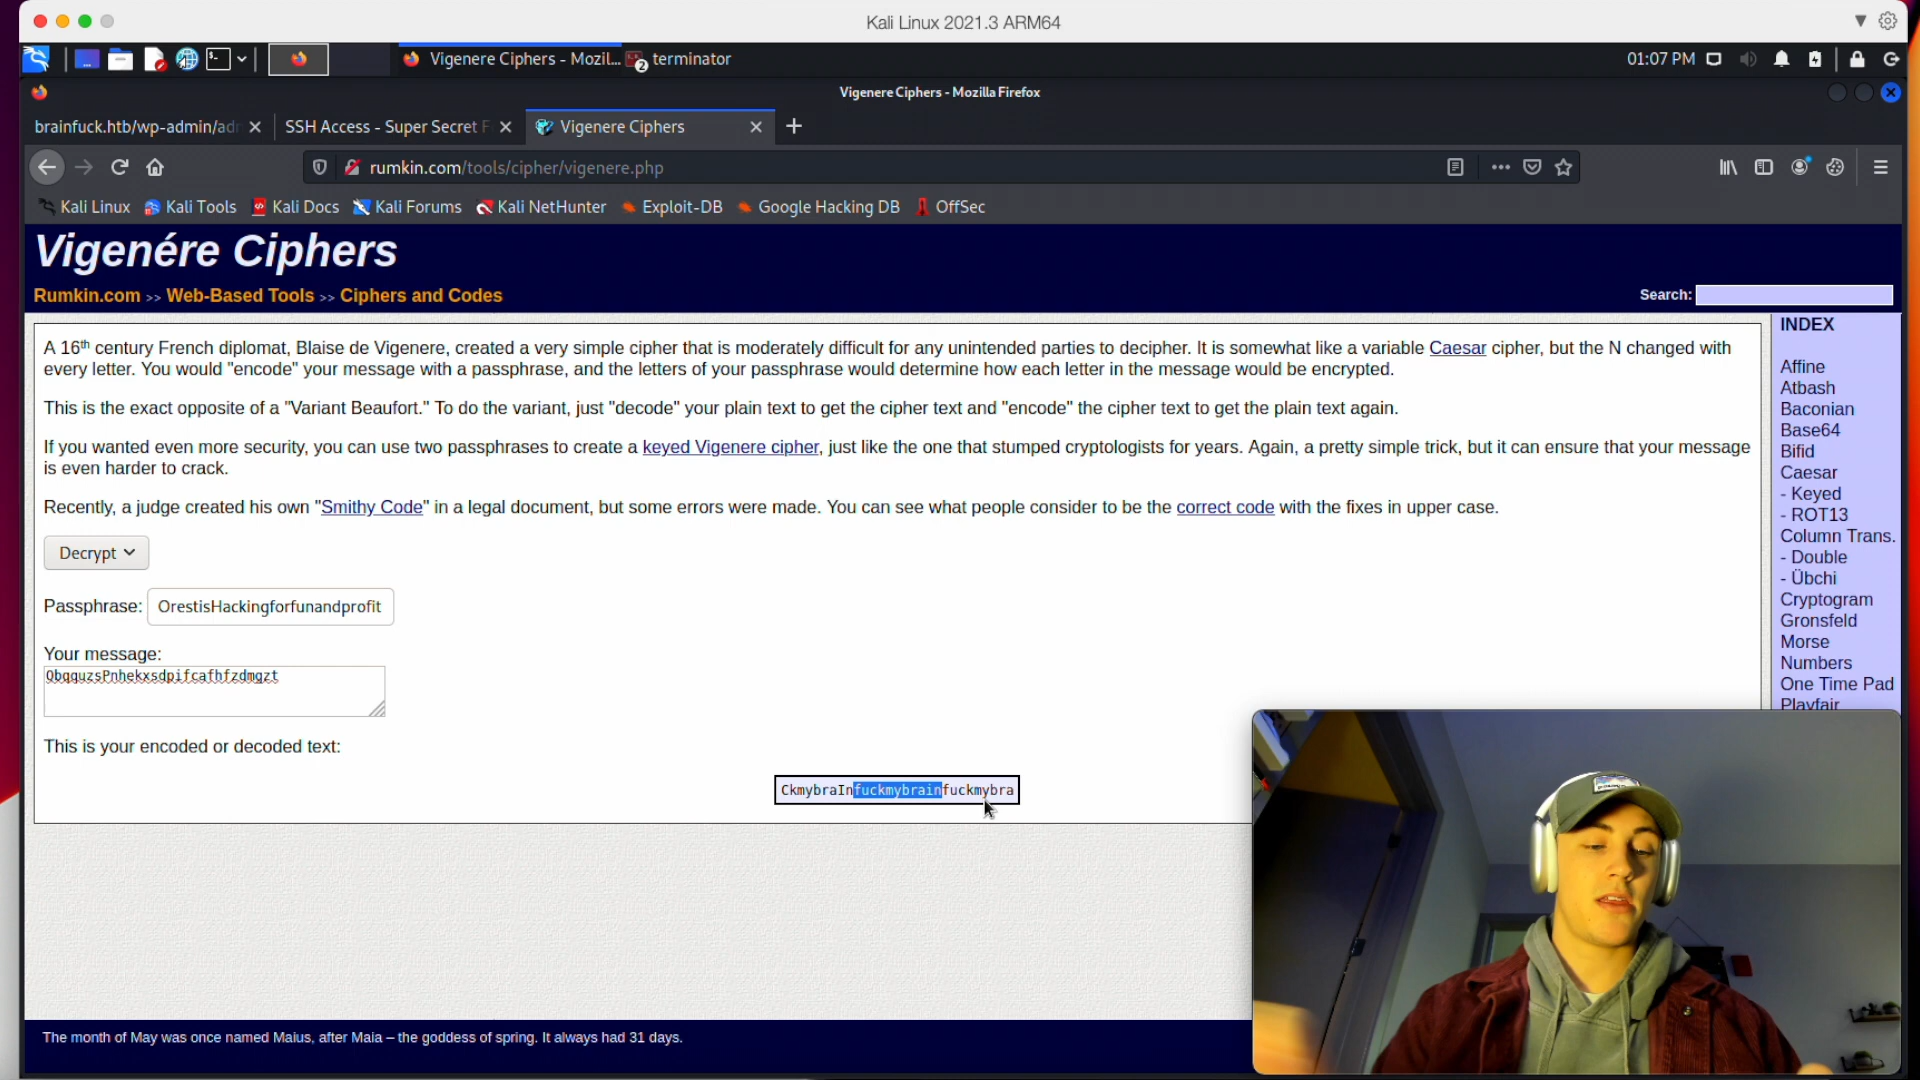 Kali Linux 2021.3 ARM64
Vigenere Ciphers - Mozil... 2 terminator 01:07 PM
Vigenere Ciphers - Mozilla Firefox
brainfuck.htb/wp-admin/adr SSH Access - Super Secret F Vigenere Ciphers
rumkin.com/tools/cipher/vigenere.php
Kali Linux Kali Tools Kali Docs Kali Forums Kali NetHunter Exploit-DB Google Hacking DB OffSec
Vigenére Ciphers
Rumkin.com >> Web-Based Tools >> Ciphers and Codes Search:
A 16th century French diplomat, Blaise de Vigenere, created a very simple cipher that is moderately difficult for any unintended parties to decipher. It is somewhat like a variable Caesar cipher, but the N changed with
every letter. You would "encode" your message with a passphrase, and the letters of your passphrase would determine how each letter in the message would be encrypted.
This is the exact opposite of a "Variant Beaufort." To do the variant, just "decode" your plain text to get the cipher text and "encode" the cipher text to get the plain text again.
If you wanted even more security, you can use two passphrases to create a keyed Vigenere cipher, just like the one that stumped cryptologists for years. Again, a pretty simple trick, but it can ensure that your message
is even harder to crack.
Recently, a judge created his own "Smithy Code" in a legal document, but some errors were made. You can see what people consider to be the correct code with the fixes in upper case.
Decrypt
Passphrase: OrestisHackingforfunandprofit
Your message:
QbqquzsPnhekxsdpifcafhfzdmgzt
This is your encoded or decoded text:
CkmybraInfuckmybrainfuckmybra
INDEX
Affine
Atbash
Baconian
Base64
Bifid
Caesar
- Keyed
- ROT13
Column Trans.
- Double
- Übchi
Cryptogram
Gronsfeld
Morse
Numbers
One Time Pad
Playfair
The month of May was once named Maius, after Maia – the goddess of spring. It always had 31 days.